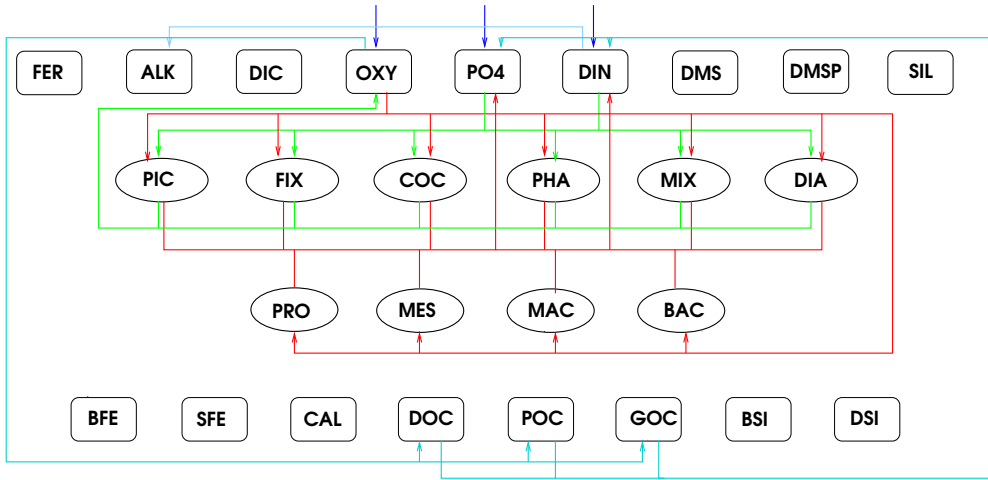 FER ALK DIC OXY PO4 DIN DMS DMSP SIL
PIC FIX COC PHA MIX DIA
PRO MES MAC BAC
BFE SFE CAL DOC POC GOC BSI DSI